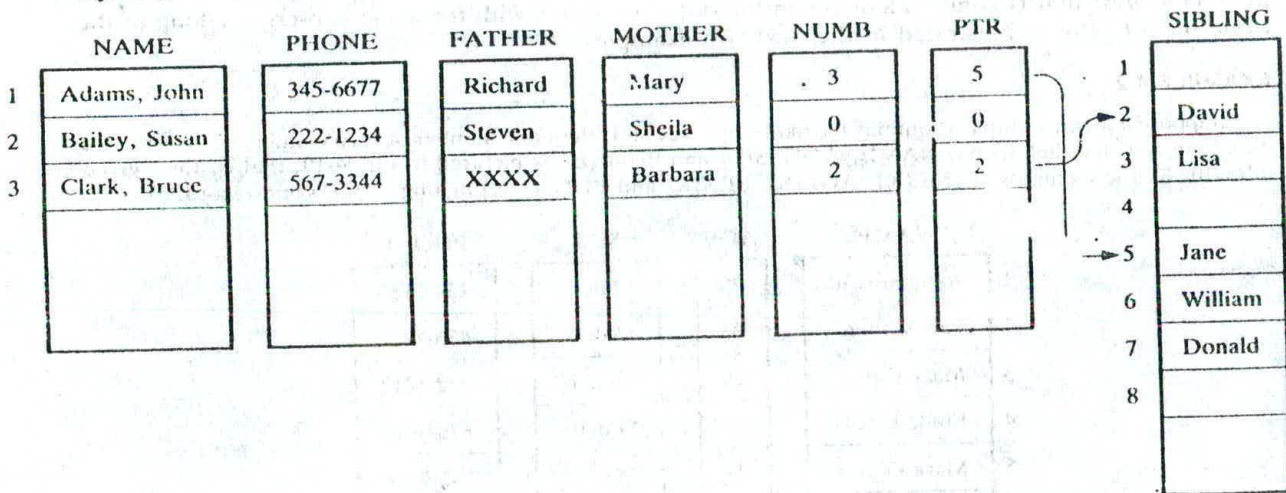 NAME PHONE FATHER MOTHER NUMB PTR SIBLING
1 Adams, John 345-6677 Richard Mary 3 5 1
2 Bailey, Susan 222-1234 Steven Sheila 0 0 2 David
3 Clark, Bruce 567-3344 XXXX Barbara 2 2 3 Lisa
4
5 Jane
6 William
7 Donald
8